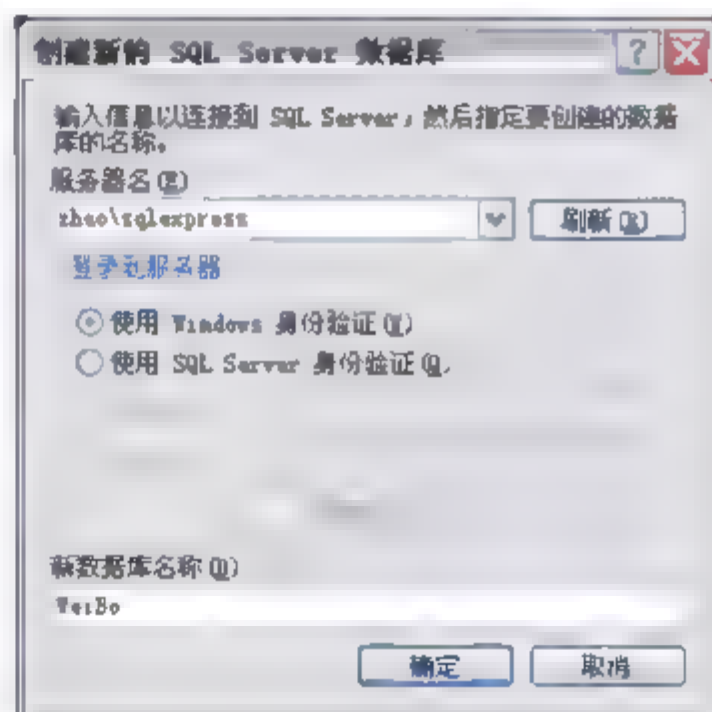 创建新的 SQL Server 数据库
输入信息以连接到 SQL Server，然后指定要创建的数据
库的名称。
服务器名(E)
zhao\sqlexpress
刷新(R)
登录到服务器
使用 Windows 身份验证(W)
使用 SQL Server 身份验证(Q)
新数据库名称(D)
WeiBo
确定
取消